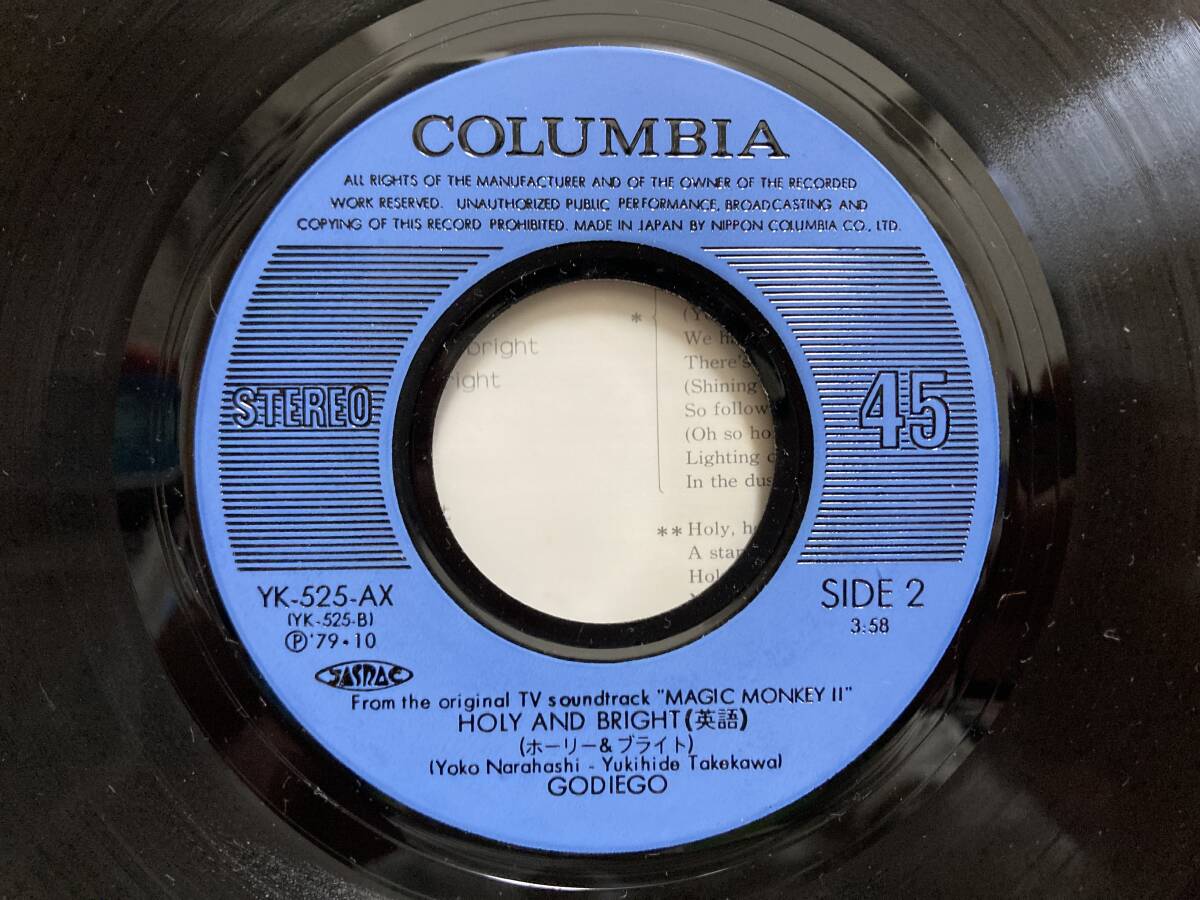 COLUMBIA
ALL RIGHTS OF THE MANUFACTURER AND OF THE OWNER OF THE RECORDED
WORK RESERVED. UNAUTHORIZED PUBLIC PERFORMANCE, BROADCASTING AND
COPYING OF THIS RECORD PROHIBITED. MADE IN JAPAN BY NIPPON COLUMBIA CO., LTD.
STEREO
45
bright
right
*
We
There's
(Shining
So follow
(Oh so
Lighting
In the
** Holy,
A
YK-525-AX
(YK-525-B)
Ⓟ'79•10
JASRAC
SIDE 2
3:58
From the original TV soundtrack "MAGIC MONKEY II"
HOLY AND BRIGHT(英語)
(ホーリー&ブライト)
(Yoko Narahashi - Yukihide Takekawa)
GODIEGO